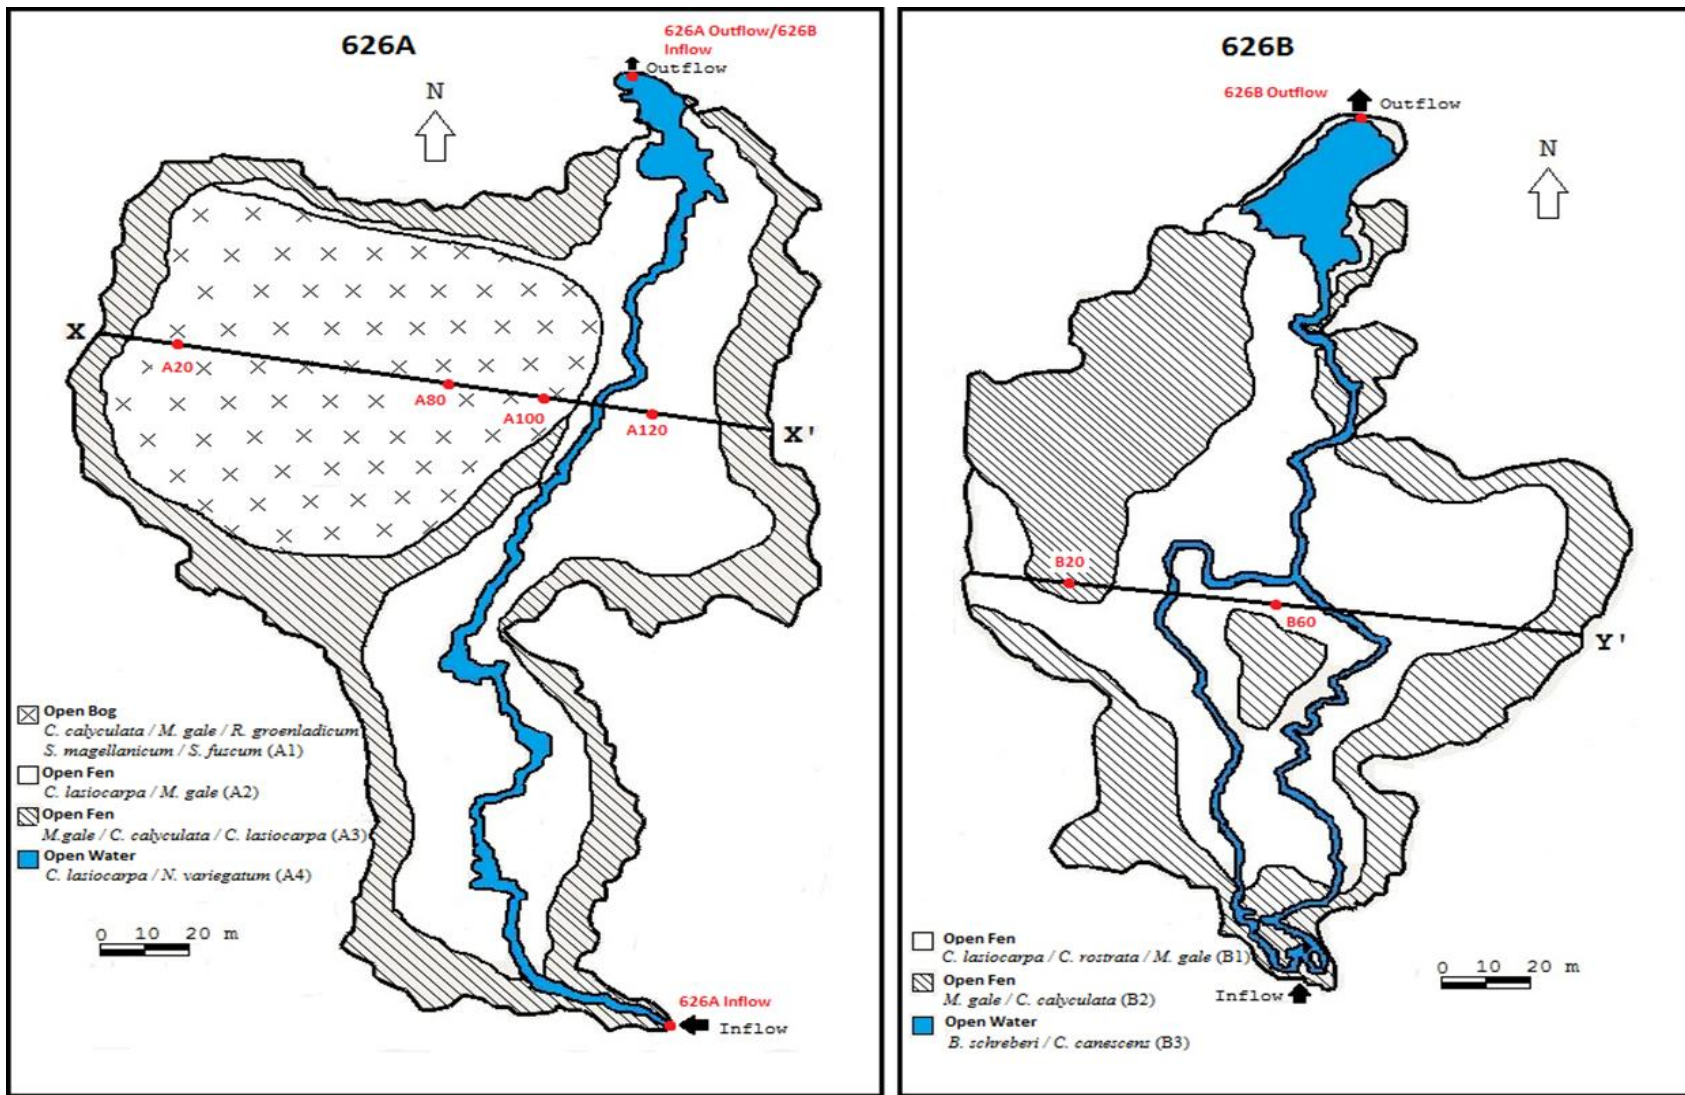 626A
626A Outflow/626B
Inflow
Outflow
N
X
A20
A80
A100
A120
X'
Open Bog
C. calyculata / M. gale / R. groenladicum
S. magellanicum / S. fuscum (A1)
Open Fen
C. lasiocarpa / M. gale (A2)
Open Fen
M.gale / C. calyculata / C. lasiocarpa (A3)
Open Water
C. lasiocarpa / N. variegatum (A4)
0 10 20 m
626A Inflow
Inflow
626B
626B Outflow
Outflow
N
B20
B60
Y'
Open Fen
C. lasiocarpa / C. rostrata / M. gale (B1)
Open Fen
M. gale / C. calyculata (B2)
Open Water
B. schreberi / C. canescens (B3)
Inflow
0 10 20 m